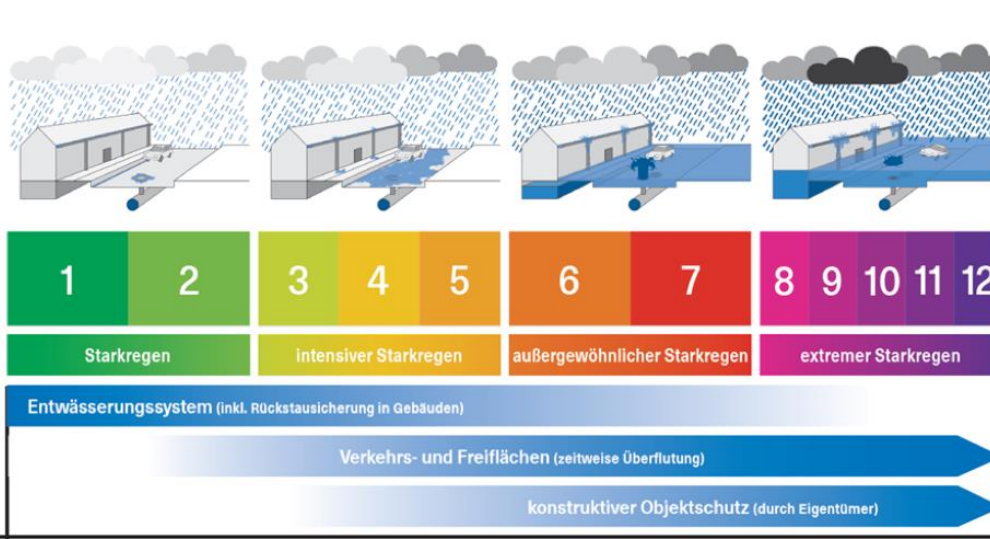 1 2 3 4 5 6 7 8 9 10 11 12
Starkregen intensiver Starkregen außergewöhnlicher Starkregen extremer Starkregen
Entwässerungssystem (inkl. Rückstausicherung in Gebäuden)
Verkehrs- und Freiflächen (zeitweise Überflutung)
konstruktiver Objektschutz (durch Eigentümer)